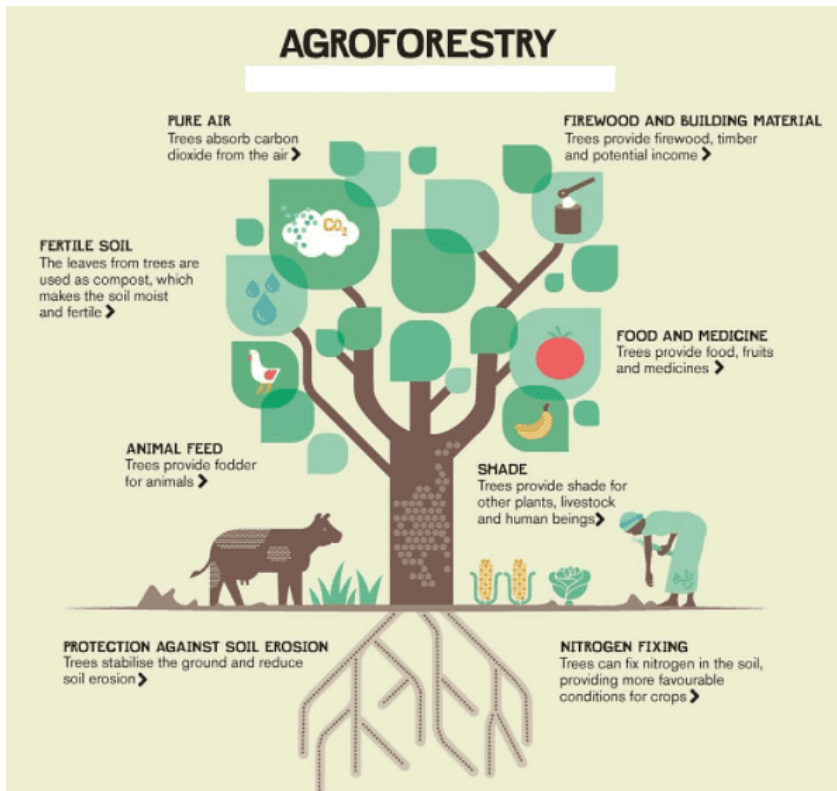 AGROFORESTRY
PURE AIR
Trees absorb carbon
dioxide from the air
FIREWOOD AND BUILDING MATERIAL
Trees provide firewood, timber
and potential income
CO2
FERTILE SOIL
The leaves from trees are
used as compost, which
makes the soil moist
and fertile
FOOD AND MEDICINE
Trees provide food, fruits
and medicines
ANIMAL FEED
Trees provide fodder
for animals
SHADE
Trees provide shade for
other plants, livestock
and human beings
PROTECTION AGAINST SOIL EROSION
Trees stabilise the ground and reduce
soil erosion
NITROGEN FIXING
Trees can fix nitrogen in the soil,
providing more favourable
conditions for crops